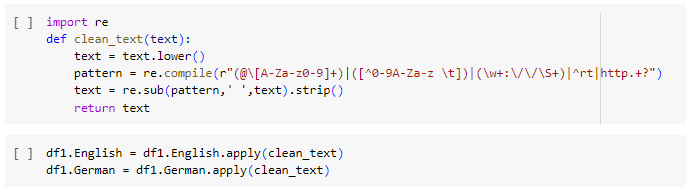 [ ] import re
def clean_text(text):
text = text.lower()
pattern = re.compile(r"(@\[A-Za-z0-9]+)|([^0-9A-Za-z \t])|(\w+:\/\/\S+)|^rt|http.+?")
text = re.sub(pattern,' ',text).strip()
return text
[ ] df1.English = df1.English.apply(clean_text)
df1.German = df1.German.apply(clean_text)